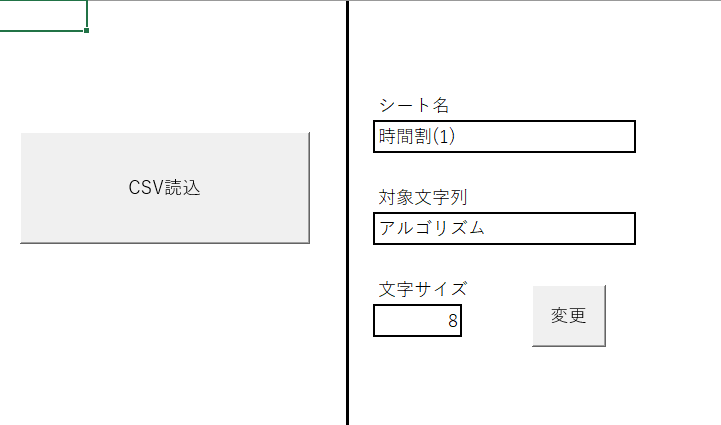 CSV読込
シート名
時間割(1)
対象文字列
アルゴリズム
文字サイズ
8
変更